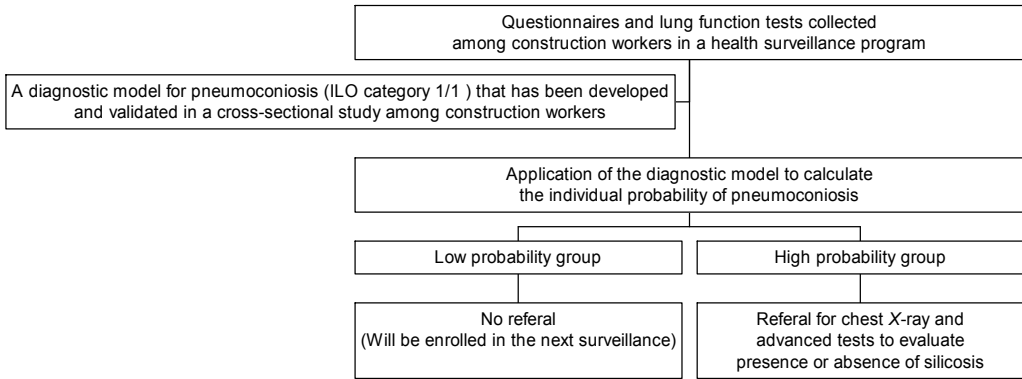 Questionnaires and lung function tests collected
among construction workers in a health surveillance program
A diagnostic model for pneumoconiosis (ILO category 1/1 ) that has been developed
and validated in a cross-sectional study among construction workers
Application of the diagnostic model to calculate
the individual probability of pneumoconiosis
Low probability group
High probability group
No referal
(Will be enrolled in the next surveillance)
Referal for chest X-ray and
advanced tests to evaluate
presence or absence of silicosis